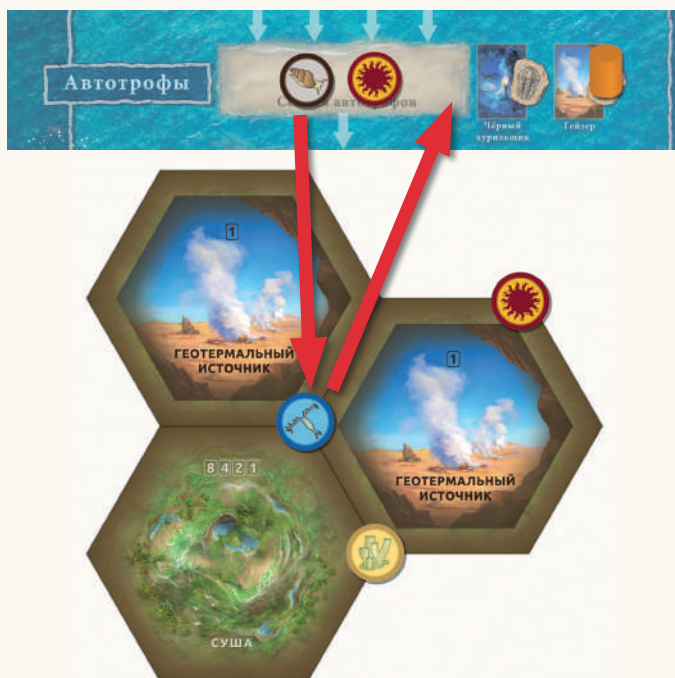 Автотрофы
Чёрный
курильщик
Гейзер
1
ГЕОТЕРМАЛЬНЫЙ
ИСТОЧНИК
1
ГЕОТЕРМАЛЬНЫЙ
ИСТОЧНИК
8 4 2 1
СУША